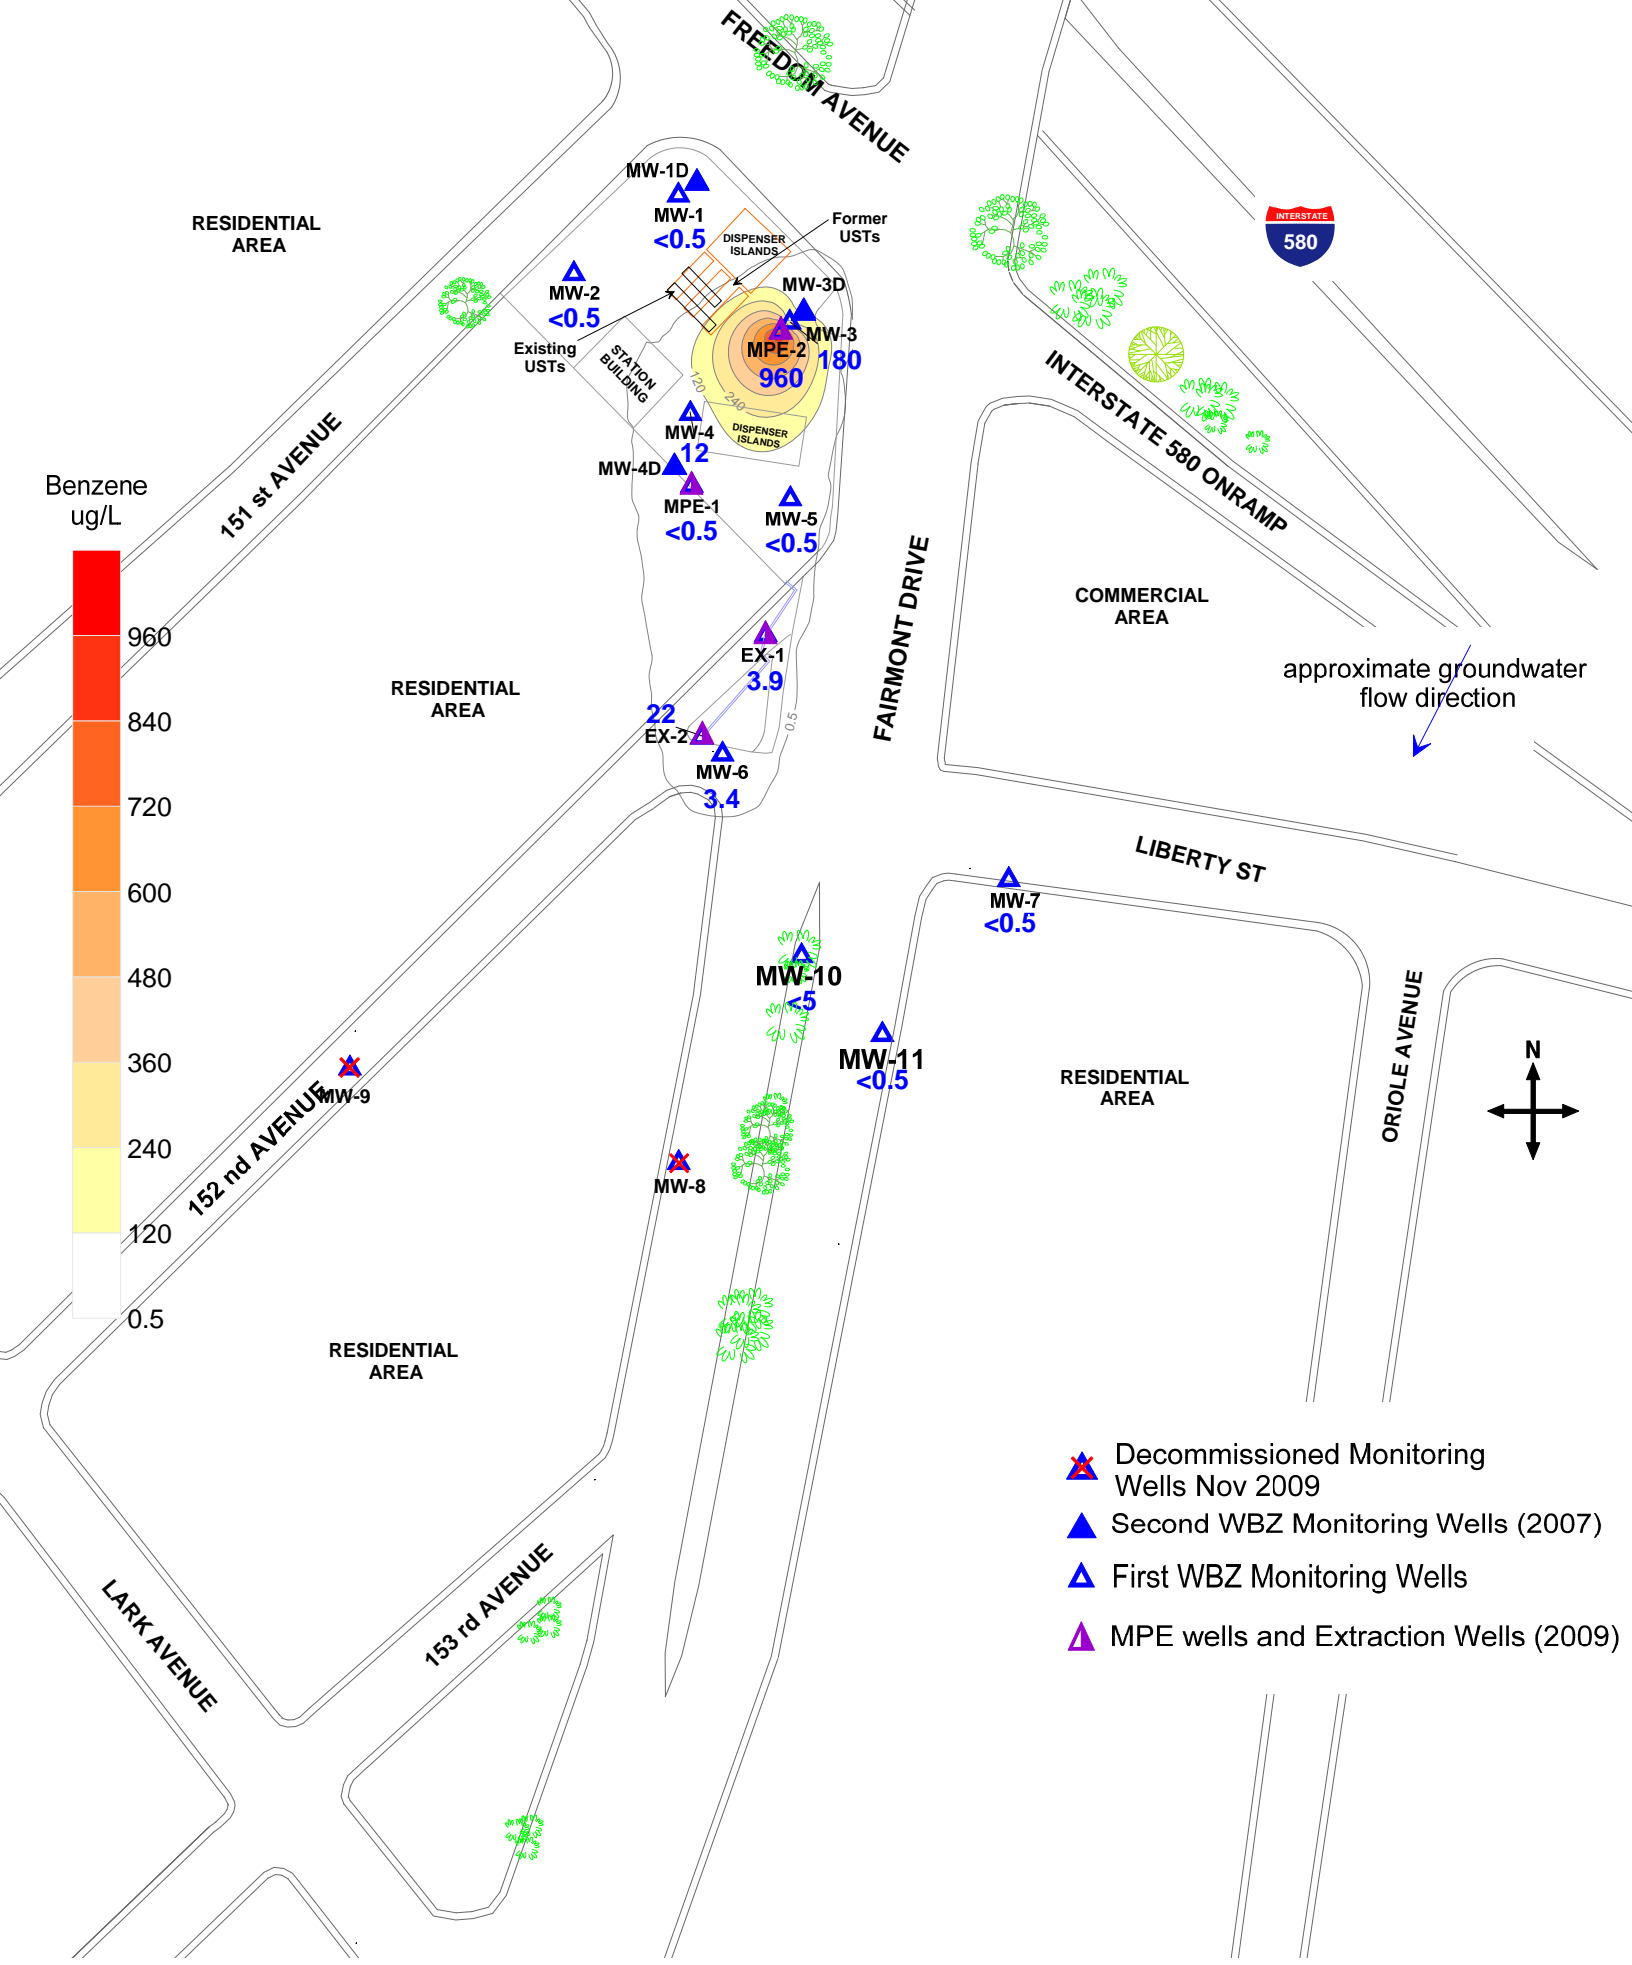 FREEDOM AVENUE
MW-1D
MW-1
<0.5
RESIDENTIAL
AREA
Former
USTs
DISPENSER
ISLANDS
INTERSTATE
580
MW-2
<0.5
MW-3D
MW-3
180
MPE-2
960
Existing
USTs
STATION
BUILDING
120
240
INTERSTATE 580 ONRAMP
MW-4
12
DISPENSER
ISLANDS
MW-4D
MPE-1
<0.5
MW-5
<0.5
151 st AVENUE
Benzene
ug/L
960
840
720
600
480
360
240
120
0.5
FAIRMONT DRIVE
COMMERCIAL
AREA
approximate groundwater
flow direction
EX-1
3.9
RESIDENTIAL
AREA
22
EX-2
0.5
MW-6
3.4
LIBERTY ST
MW-7
<0.5
MW-10
<5
MW-11
<0.5
ORIOLE AVENUE
N
RESIDENTIAL
AREA
MW-9
152 nd AVENUE
MW-8
RESIDENTIAL
AREA
Decommissioned Monitoring
Wells Nov 2009
Second WBZ Monitoring Wells (2007)
First WBZ Monitoring Wells
MPE wells and Extraction Wells (2009)
153 rd AVENUE
LARK AVENUE